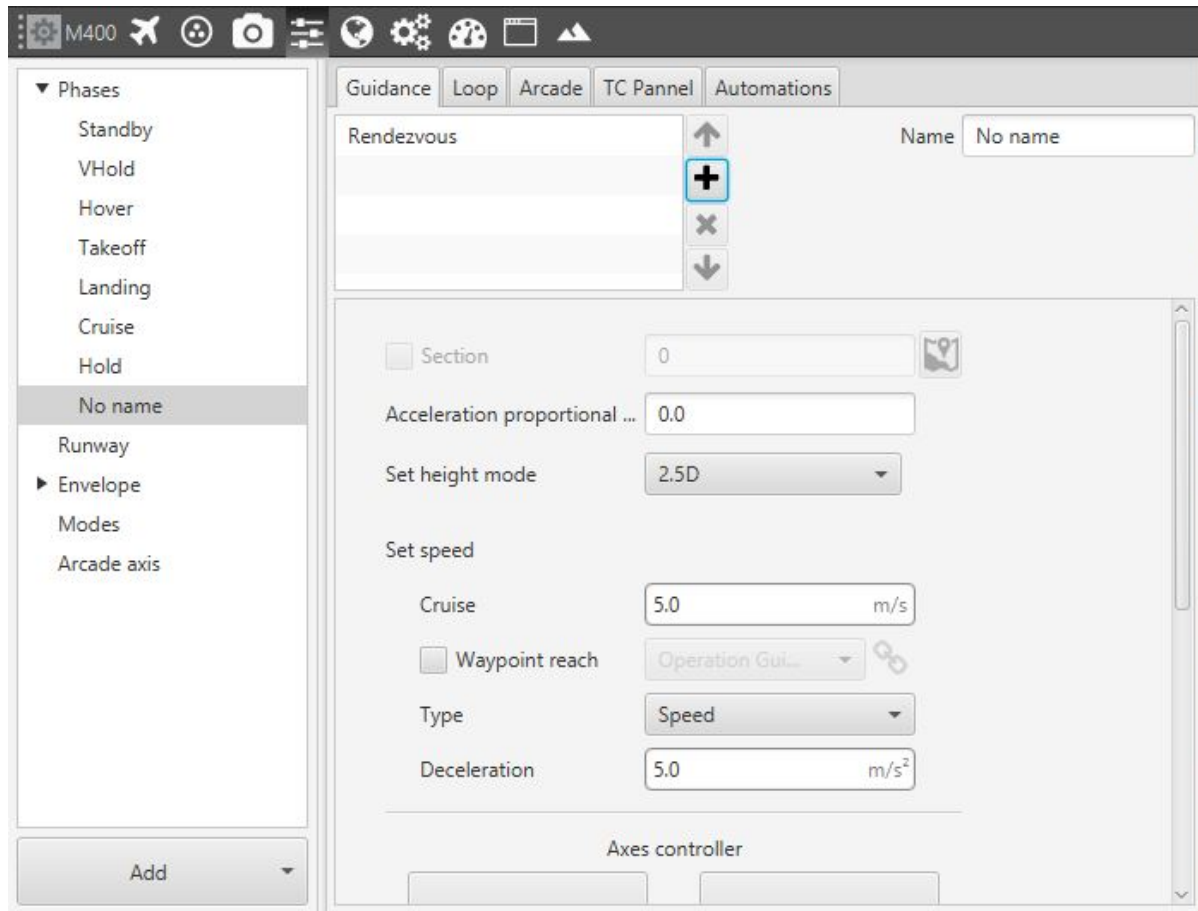 M400
Phases
Standby
VHold
Hover
Takeoff
Landing
Cruise
Hold
No name
Runway
Envelope
Modes
Arcade axis
Add
Guidance Loop Arcade TC Pannel Automations
Rendezvous
Name No name
Section 0
Acceleration proportional ... 0.0
Set height mode 2.5D
Set speed
Cruise 5.0 m/s
Waypoint reach Operation Gui...
Type Speed
Deceleration 5.0 m/s²
Axes controller